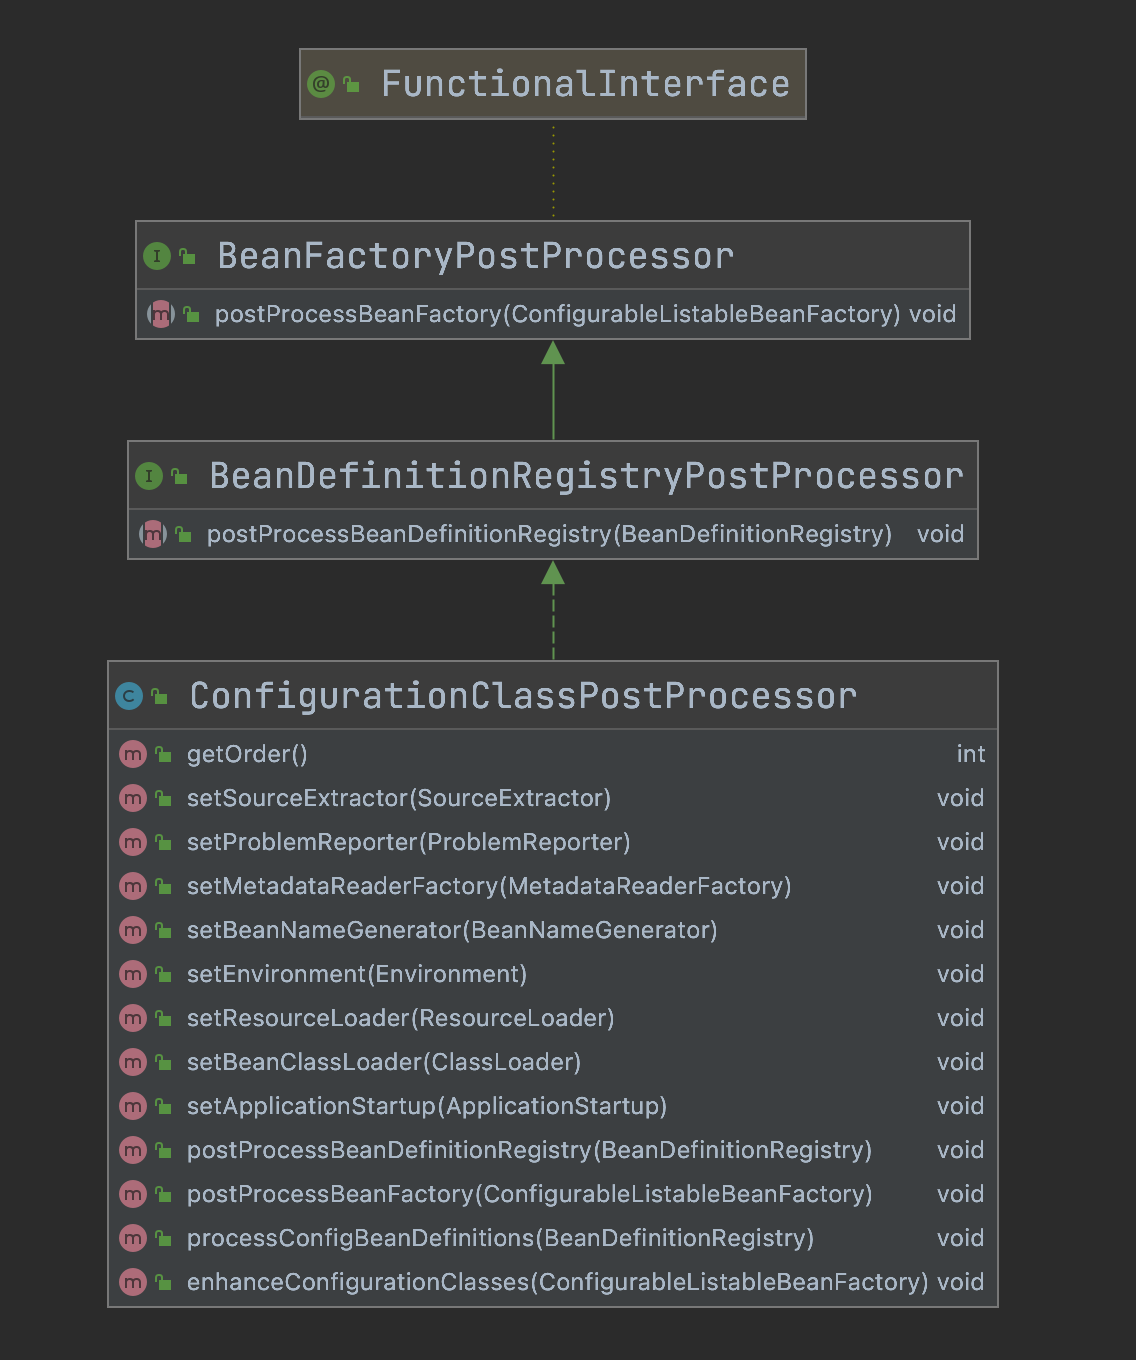 @ FunctionalInterface
I BeanFactoryPostProcessor
m postProcessBeanFactory(ConfigurableListableBeanFactory) void
I BeanDefinitionRegistryPostProcessor
m postProcessBeanDefinitionRegistry(BeanDefinitionRegistry) void
C ConfigurationClassPostProcessor
m getOrder() int
m setSourceExtractor(SourceExtractor) void
m setProblemReporter(ProblemReporter) void
m setMetadataReaderFactory(MetadataReaderFactory) void
m setBeanNameGenerator(BeanNameGenerator) void
m setEnvironment(Environment) void
m setResourceLoader(ResourceLoader) void
m setBeanClassLoader(ClassLoader) void
m setApplicationStartup(ApplicationStartup) void
m postProcessBeanDefinitionRegistry(BeanDefinitionRegistry) void
m postProcessBeanFactory(ConfigurableListableBeanFactory) void
m processConfigBeanDefinitions(BeanDefinitionRegistry) void
m enhanceConfigurationClasses(ConfigurableListableBeanFactory) void